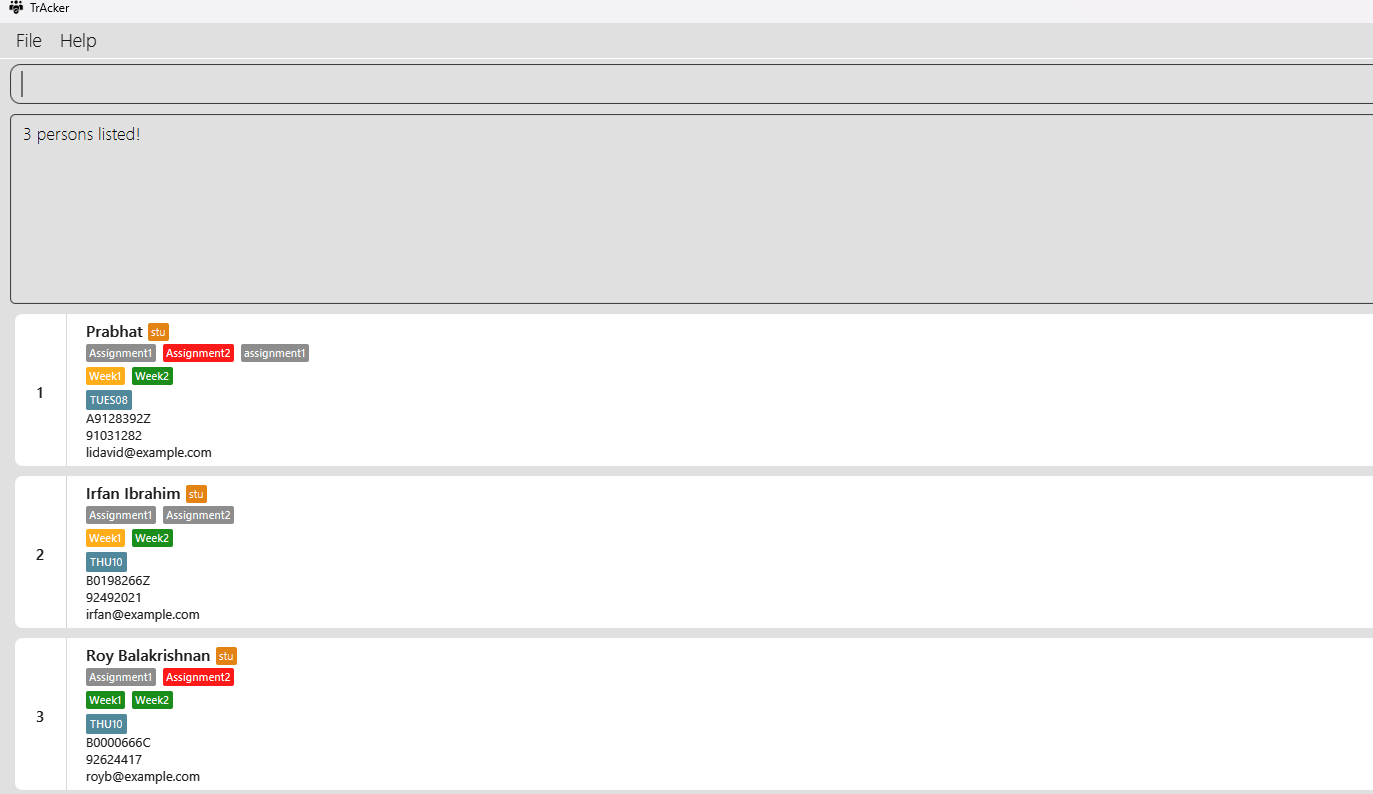 TrAcker
File Help
3 persons listed!
1
Prabhat stu
Assignment1 Assignment2 assignment1
Week1 Week2
TUES08
A9128392Z
91031282
lidavid@example.com
2
Irfan Ibrahim stu
Assignment1 Assignment2
Week1 Week2
THU10
B0198266Z
92492021
irfan@example.com
3
Roy Balakrishnan stu
Assignment1 Assignment2
Week1 Week2
THU10
B0000666C
92624417
royb@example.com